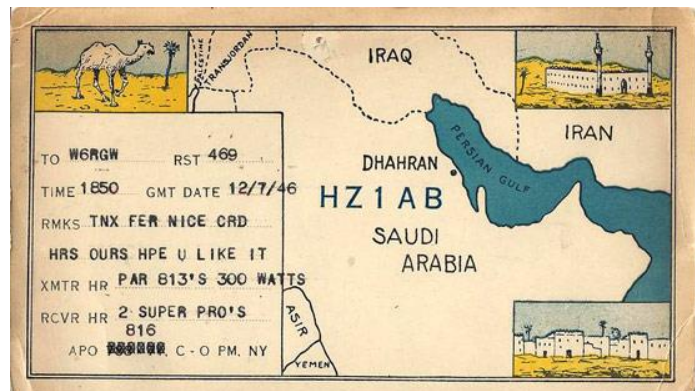 PALESTINE
TRANSJORDAN
IRAQ
IRAN
PERSIAN GULF
DHAHRAN
HZ1AB
SAUDI
ARABIA
ASIR
YEMEN
TO W6RGW RST 469
TIME 1850 GMT DATE 12/7/46
RMKS TNX FER NICE CRD
HRS OURS HPE U LIKE IT
XMTR HR PAR 813'S 300 WATTS
RCVR HR 2 SUPER PRO'S
816
APO C-O PM, NY